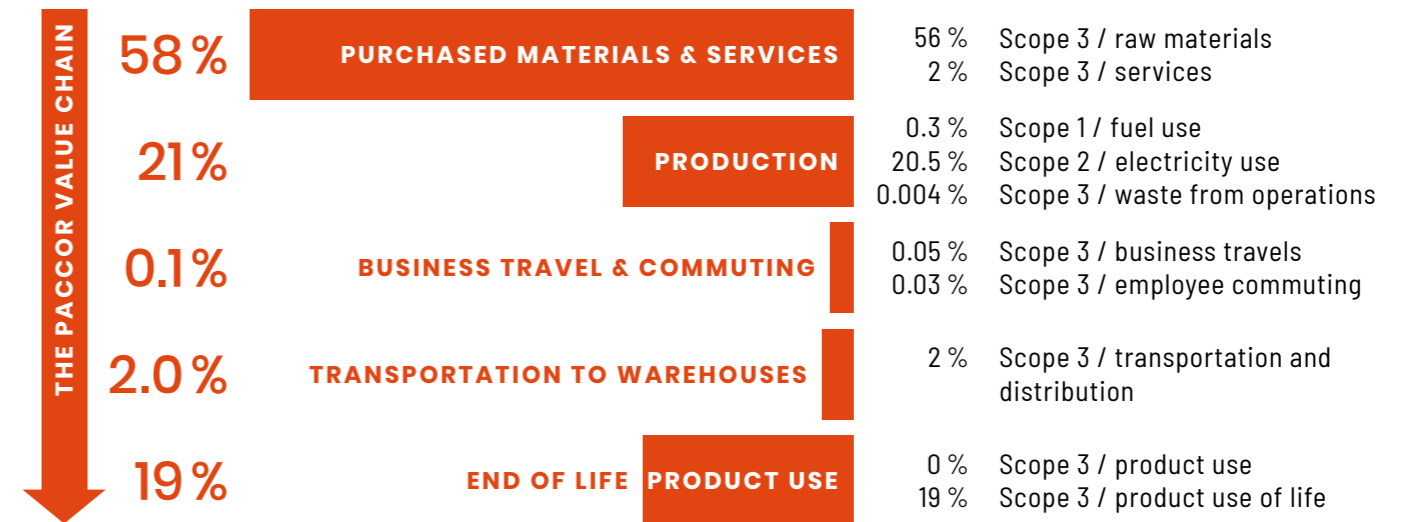 THE PACCOR VALUE CHAIN
58 %
PURCHASED MATERIALS & SERVICES
56 % Scope 3 / raw materials
2 % Scope 3 / services
21 %
PRODUCTION
0.3 % Scope 1 / fuel use
20.5 % Scope 2 / electricity use
0.004 % Scope 3 / waste from operations
0.1 %
BUSINESS TRAVEL & COMMUTING
0.05 % Scope 3 / business travels
0.03 % Scope 3 / employee commuting
2.0 %
TRANSPORTATION TO WAREHOUSES
2 % Scope 3 / transportation and
distribution
19 %
END OF LIFE PRODUCT USE
0 % Scope 3 / product use
19 % Scope 3 / product use of life